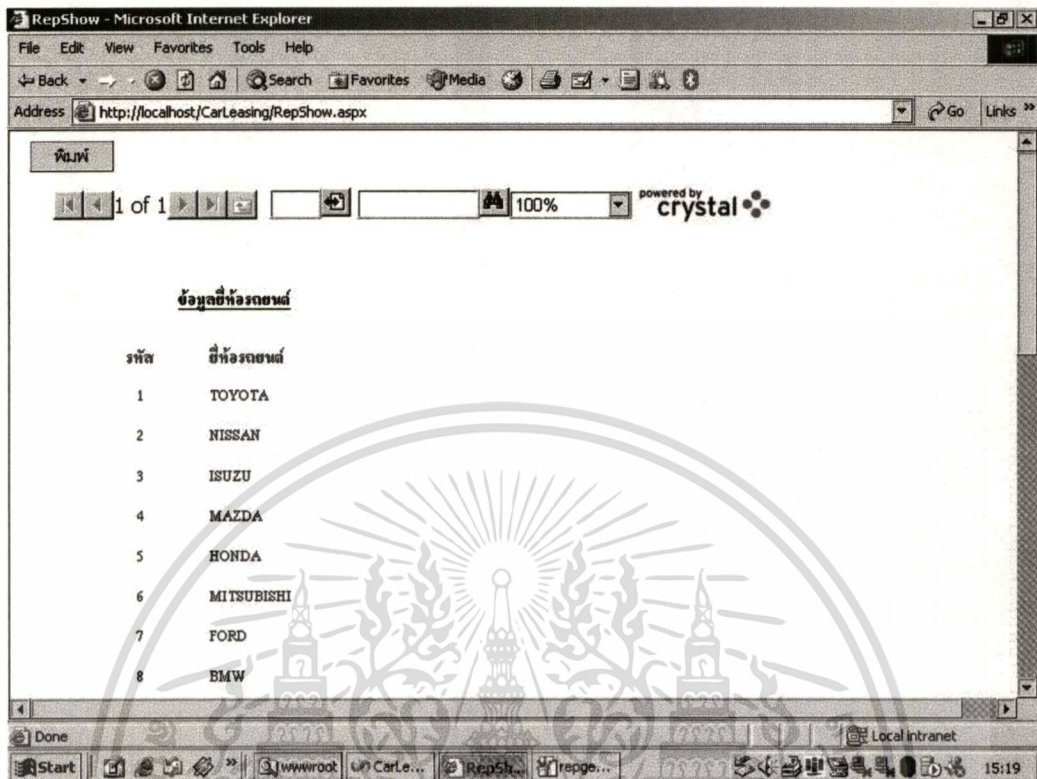 RepShow - Microsoft Internet Explorer
File Edit View Favorites Tools Help
Back Search Favorites Media
Address http://localhost/CarLeasing/RepShow.aspx Go Links »
พิมพ์
1 of 1 100% powered by crystal
ข้อมูลยี่ห้อรถยนต์
รหัส ยี่ห้อรถยนต์
1 TOYOTA
2 NISSAN
3 ISUZU
4 MAZDA
5 HONDA
6 MITSUBISHI
7 FORD
8 BMW
Done Local intranet
Start » wwwroot CarLe... RepSh... repge... 15:19